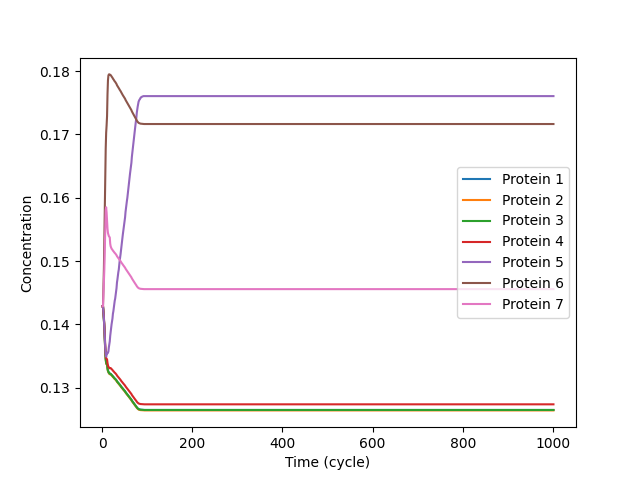 0.18
0.17
0.16
0.15
0.14
0.13
Concentration
0
200
400
600
800
1000
Time (cycle)
Protein 1
Protein 2
Protein 3
Protein 4
Protein 5
Protein 6
Protein 7